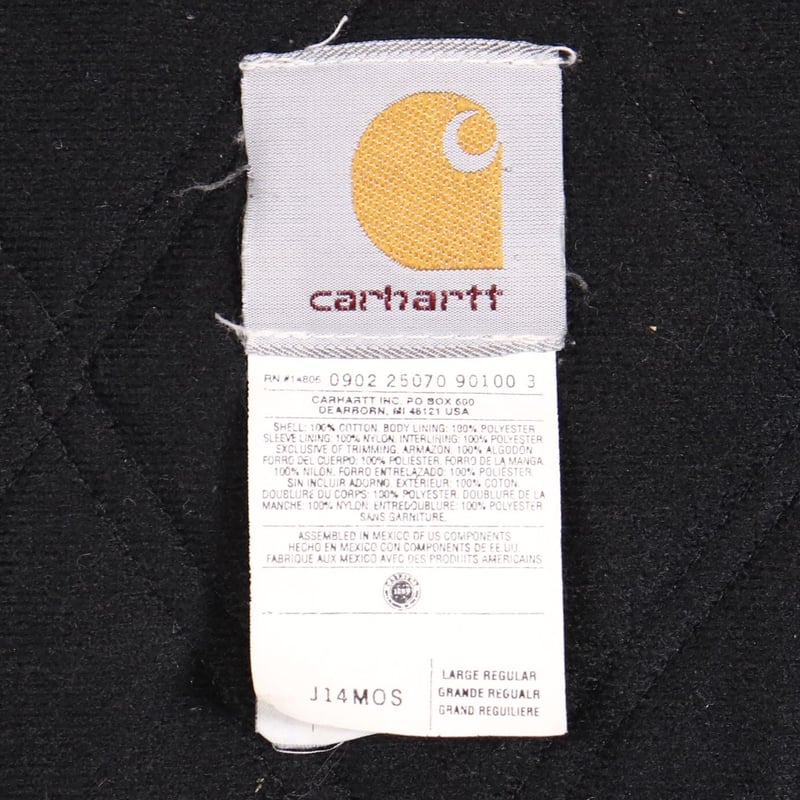 carhartt
RN #14806 0902 25070 90100 3
CARHARTT INC. PO BOX 600
DEARBORN, MI 48121 USA
SHELL: 100% COTTON. BODY LINING: 100% POLYESTER
SLEEVE LINING: 100% NYLON. INTERLINING: 100% POLYESTER
EXCLUSIVE OF TRIMMING. ARMAZON: 100% ALGODON
FORRO DEL CUERPO: 100% POLIESTER. FORRO DE LA MANGA
100% NILON. FORRO ENTRELAZADO: 100% POLIESTER
SIN INCLUIR ADORNO. EXTÉRIEUR: 100% COTON.
DOUBLURE DU CORPS: 100% POLYESTER. DOUBLURE DE LA
MANCHE: 100% NYLON. ENTREDOUBLURE: 100% POLYESTER
SANS GARNITURE.
ASSEMBLED IN MEXICO OF US COMPONENTS
HECHO EN MEXICO CON COMPONENTES DE EE.UU.
FABRIQUE AUX MEXICO AVEC DES PRODUITS AMERICAINS
1889
J14MOS
LARGE REGULAR
GRANDE REGUALR
GRAND REGUILIERE